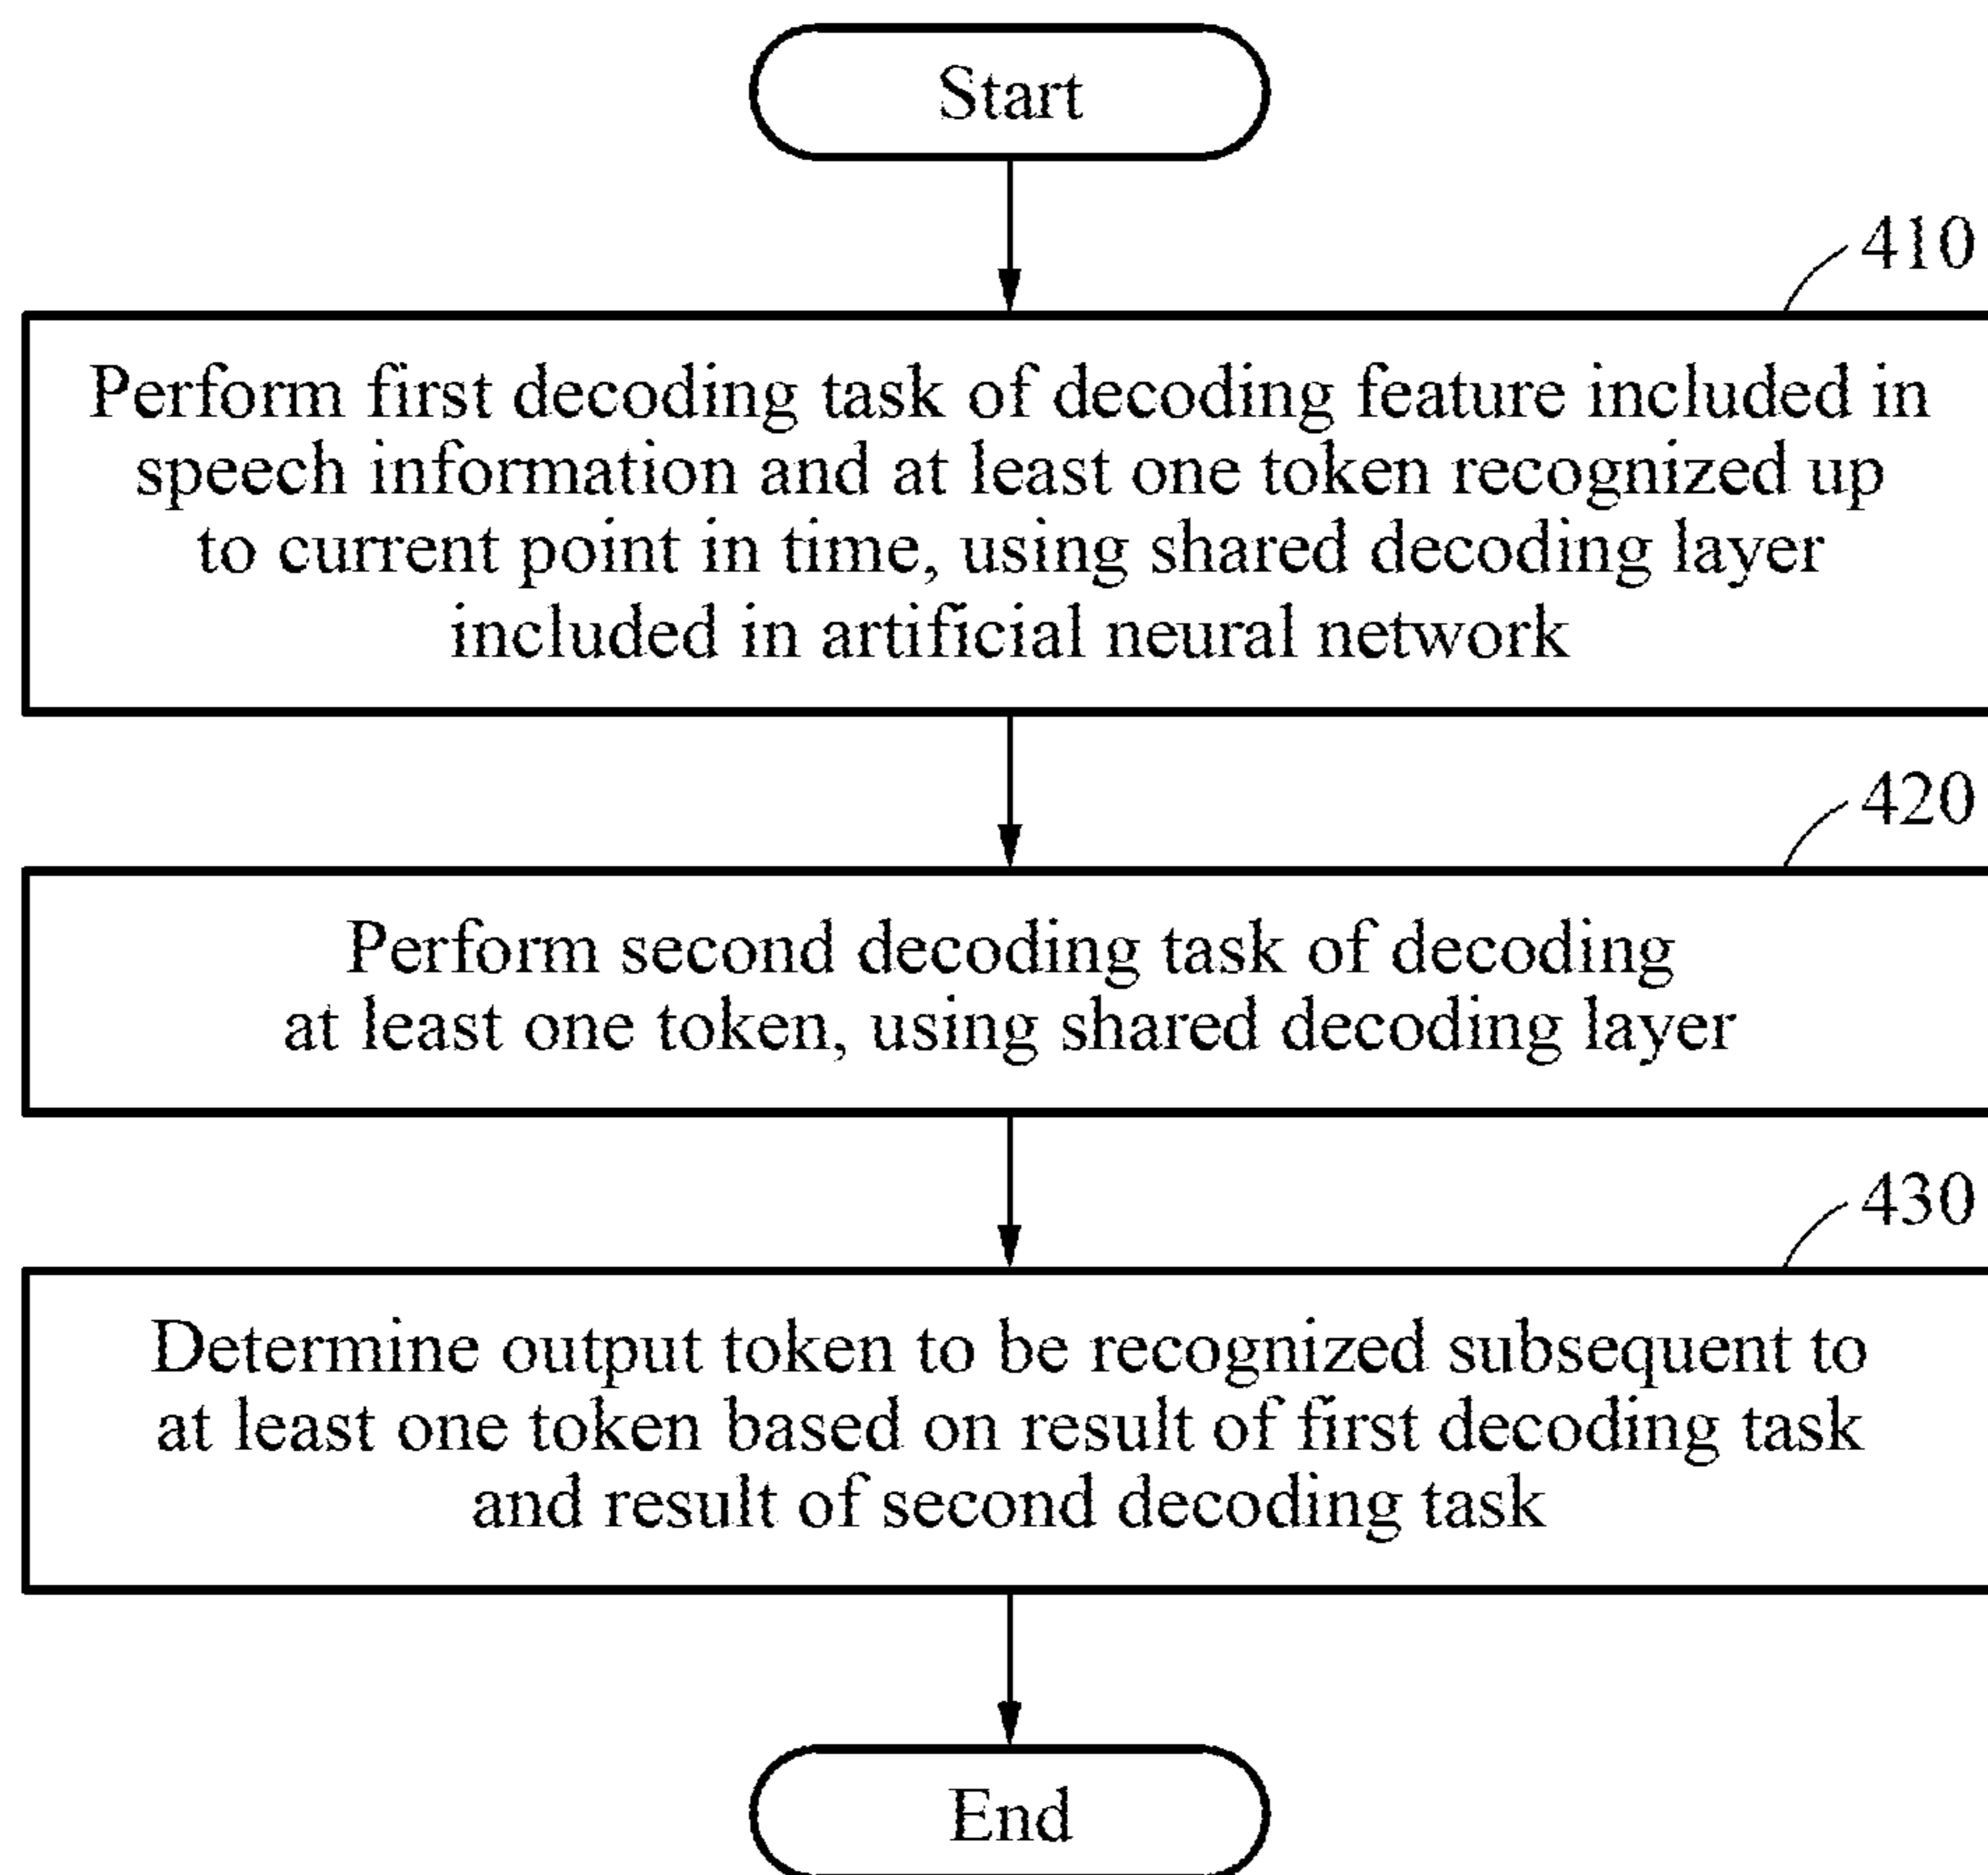 Start
410
Perform first decoding task of decoding feature included in
speech information and at least one token recognized up
to current point in time, using shared decoding layer
included in artificial neural network
420
Perform second decoding task of decoding
at least one token, using shared decoding layer
430
Determine output token to be recognized subsequent to
at least one token based on result of first decoding task
and result of second decoding task
End